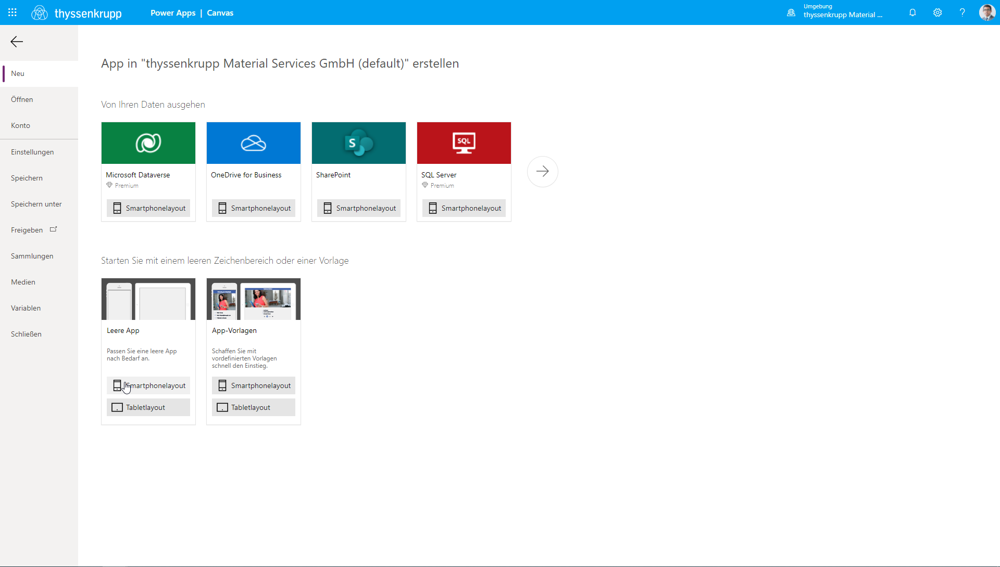 thyssenkrupp
Power Apps | Canvas
Umgebung
thyssenkrupp Material ...
Neu
Öffnen
Konto
Einstellungen
Speichern
Speichern unter
Freigeben
Sammlungen
Medien
Variablen
Schließen
App in "thyssenkrupp Material Services GmbH (default)" erstellen
Von Ihren Daten ausgehen
Microsoft Dataverse
Premium
Smartphonelayout
OneDrive for Business
Smartphonelayout
S
SharePoint
Smartphonelayout
SQL
SQL Server
Premium
Smartphonelayout
Starten Sie mit einem leeren Zeichenbereich oder einer Vorlage
Leere App
Passen Sie eine leere App
nach Bedarf an.
Smartphonelayout
Tabletlayout
App-Vorlagen
Schaffen Sie mit
vordefinierten Vorlagen
schnell den Einstieg.
Smartphonelayout
Tabletlayout